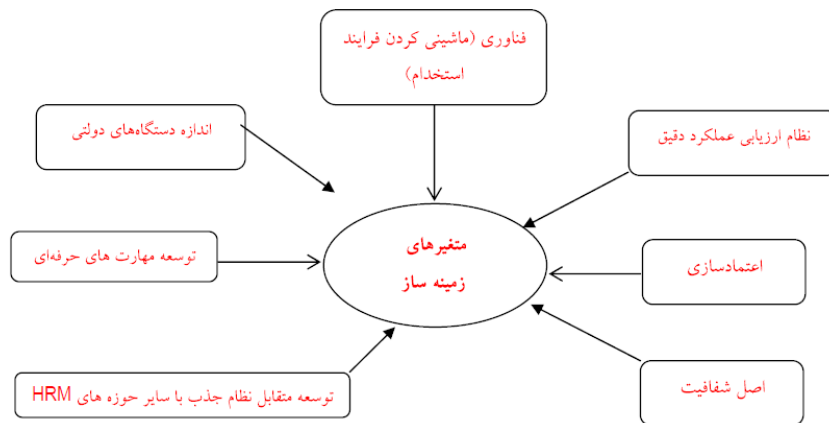 فناوری (ماشینی کردن فرایند
استخدام)
نظام ارزیابی عملکرد دقیق
اندازه دستگاه‌های دولتی
متغیرهای
زمینه ساز
توسعه مهارت های حرفه‌ای
اعتمادسازی
اصل شفافیت
توسعه متقابل نظام جذب با سایر حوزه های HRM